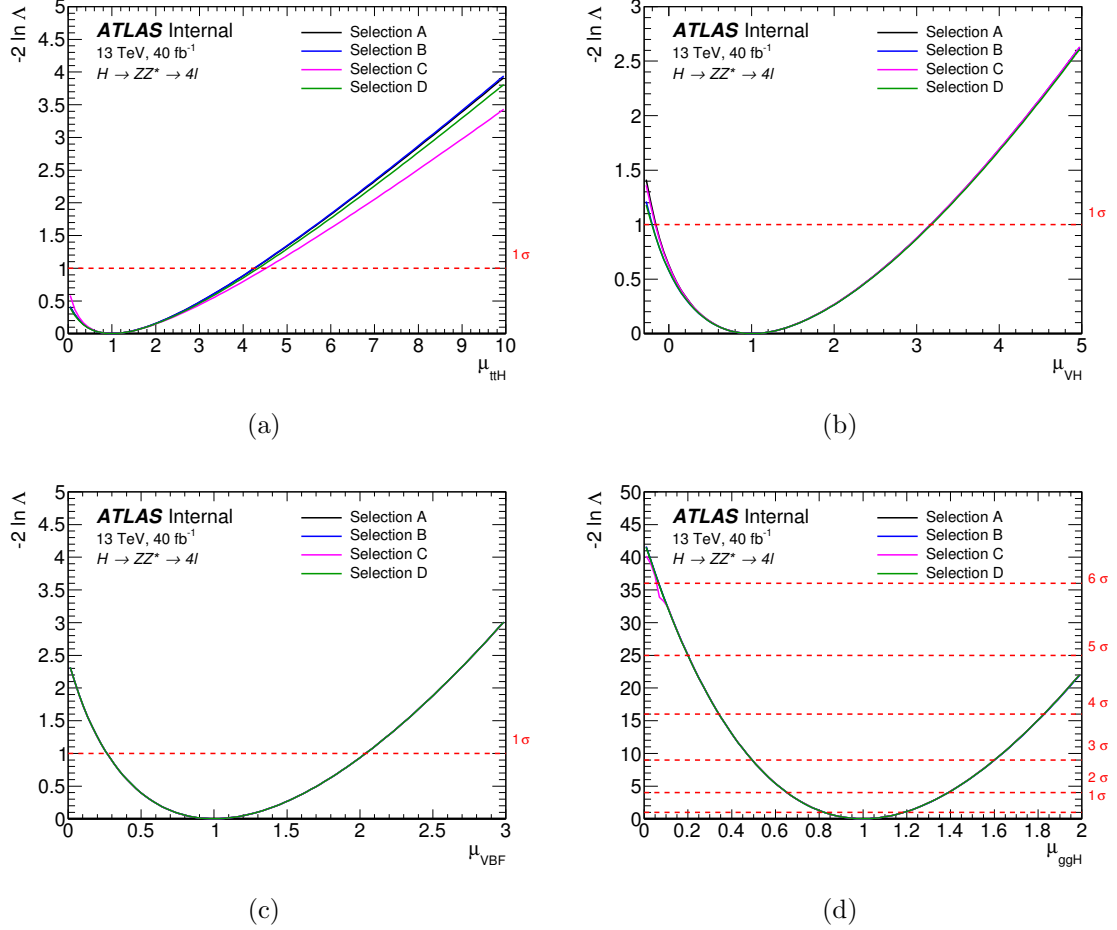 -2 ln Λ
5
4.5
4
3.5
3
2.5
2
1.5
1
0.5
0
ATLAS Internal
13 TeV, 40 fb⁻¹
H → ZZ* → 4l
Selection A
Selection B
Selection C
Selection D
1σ
0 1 2 3 4 5 6 7 8 9 10
μttH
(a)
-2 ln Λ
3
2.5
2
1.5
1
0.5
0
ATLAS Internal
13 TeV, 40 fb⁻¹
H → ZZ* → 4l
Selection A
Selection B
Selection C
Selection D
1σ
0 1 2 3 4 5
μVH
(b)
-2 ln Λ
5
4.5
4
3.5
3
2.5
2
1.5
1
0.5
0
ATLAS Internal
13 TeV, 40 fb⁻¹
H → ZZ* → 4l
Selection A
Selection B
Selection C
Selection D
1σ
0 0.5 1 1.5 2 2.5 3
μVBF
(c)
-2 ln Λ
50
45
40
35
30
25
20
15
10
5
0
ATLAS Internal
13 TeV, 40 fb⁻¹
H → ZZ* → 4l
Selection A
Selection B
Selection C
Selection D
6 σ
5 σ
4 σ
3 σ
2 σ
1σ
0 0.2 0.4 0.6 0.8 1 1.2 1.4 1.6 1.8 2
μggH
(d)